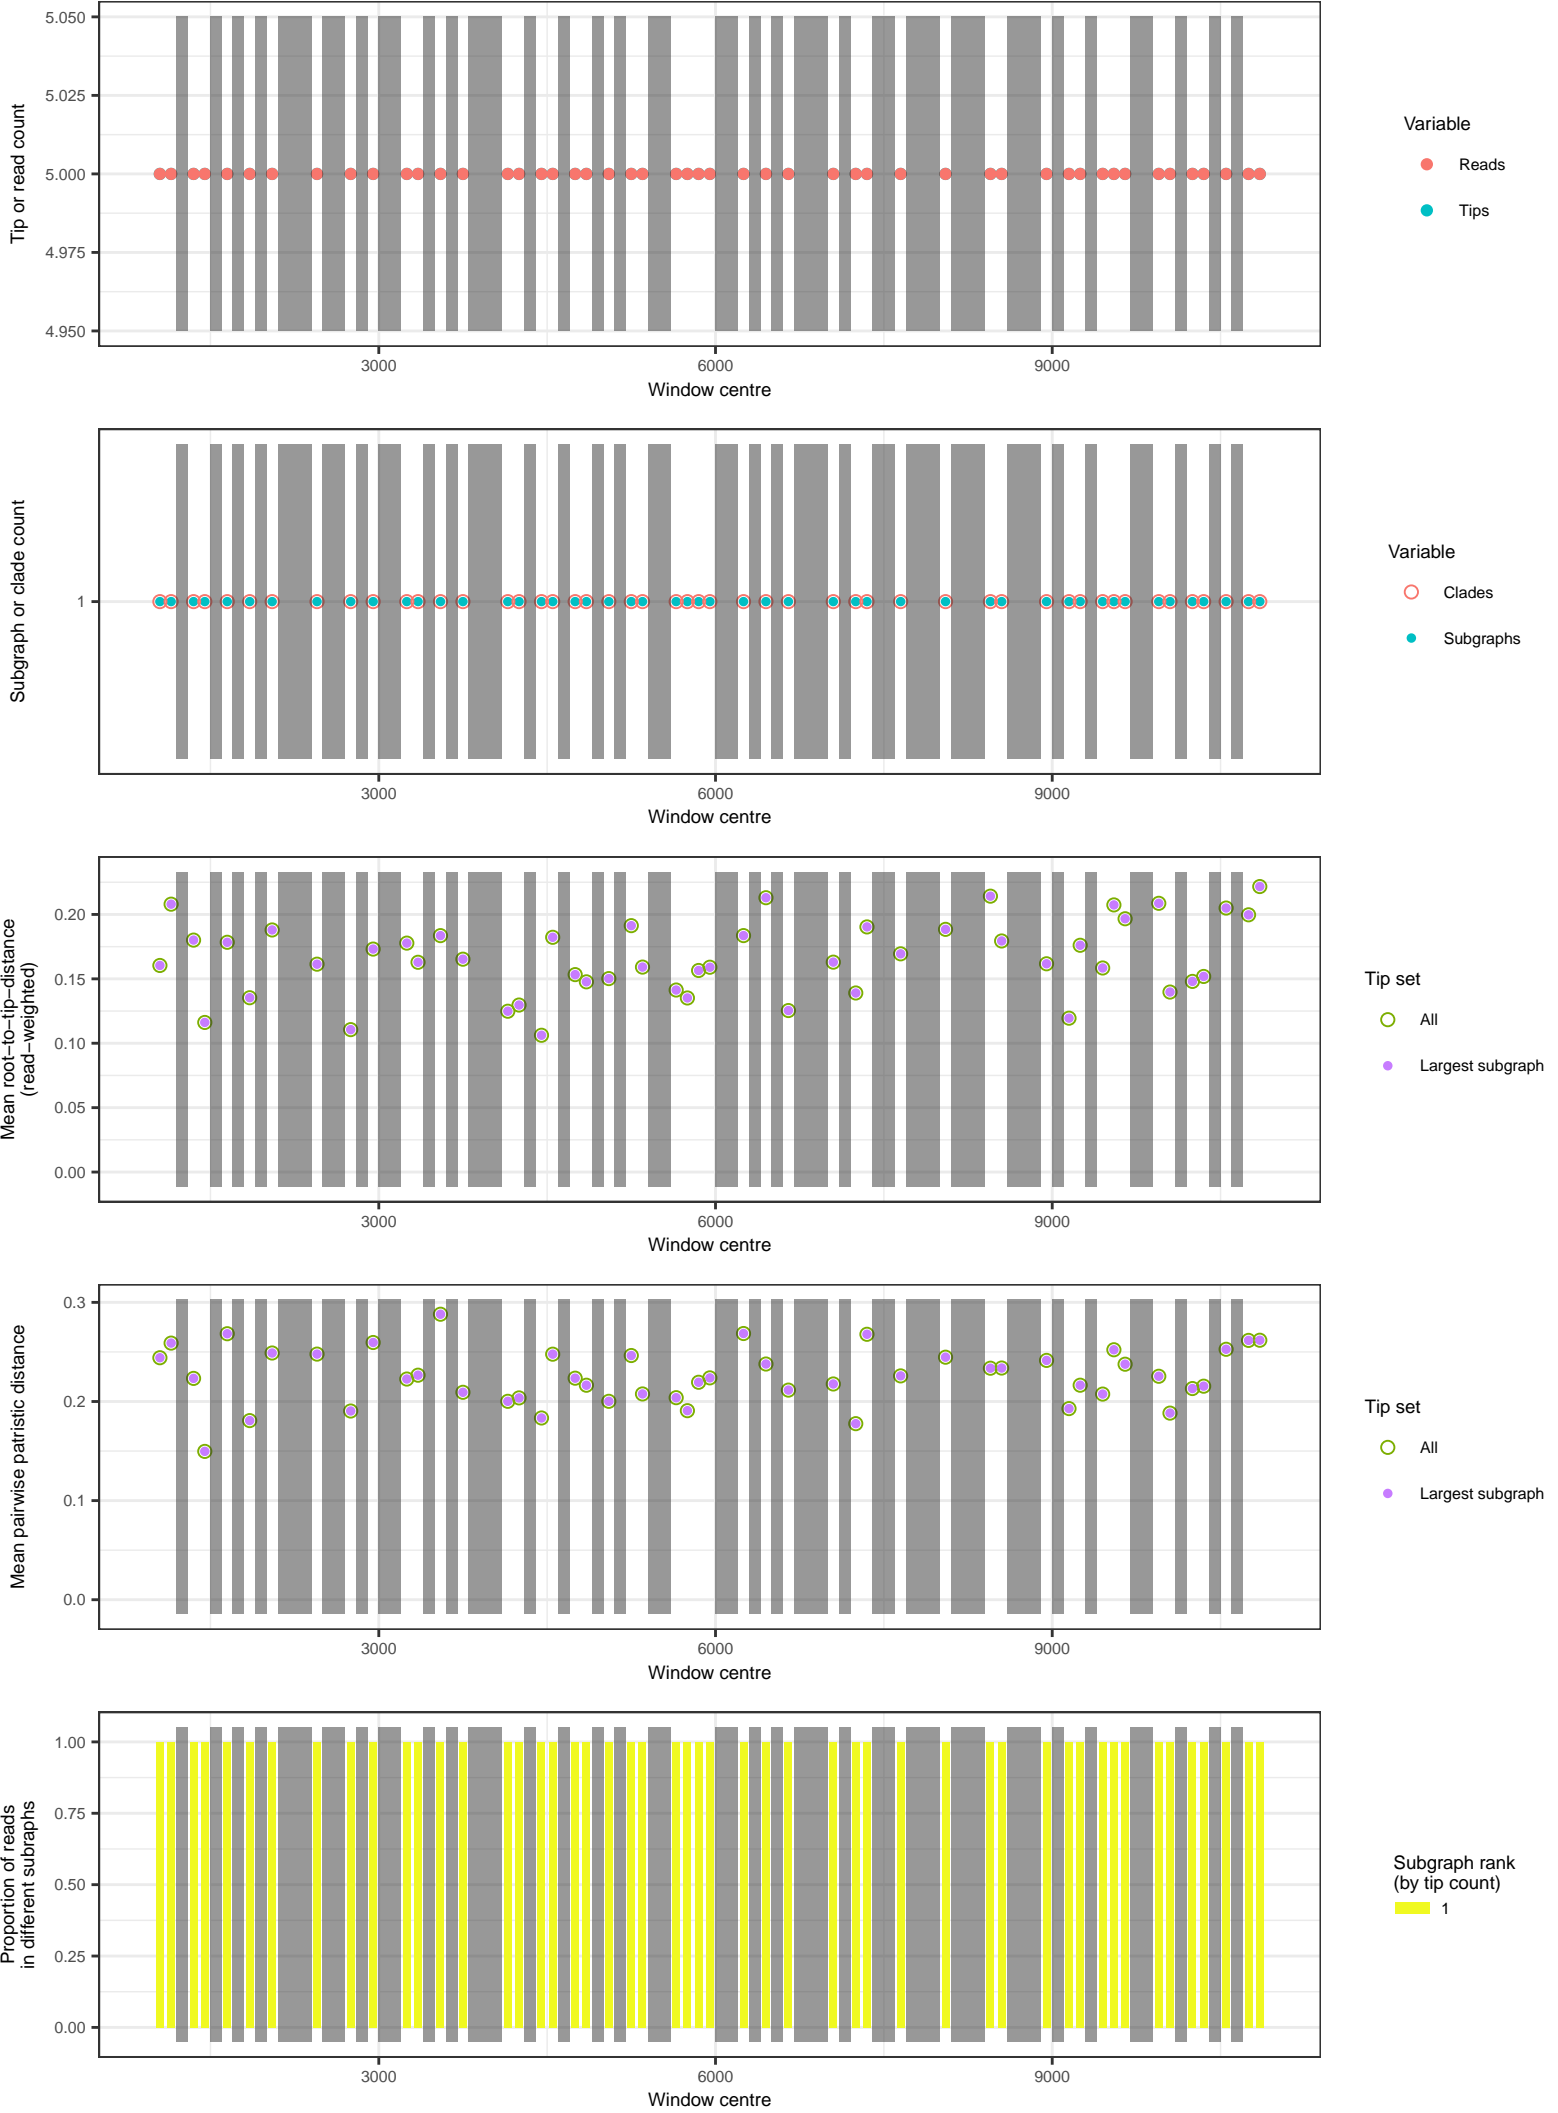 5.050
5.025
5.000
4.975
4.950
Tip or read count
3000 6000 9000
Window centre
Variable
Reads
Tips
1
Subgraph or clade count
3000 6000 9000
Window centre
Variable
Clades
Subgraphs
0.20
0.15
0.10
0.05
0.00
Mean root−to−tip−distance
(read−weighted)
3000 6000 9000
Window centre
Tip set
All
Largest subgraph
0.3
0.2
0.1
0.0
Mean pairwise patristic distance
3000 6000 9000
Window centre
Tip set
All
Largest subgraph
1.00
0.75
0.50
0.25
0.00
Proportion of reads
in different subraphs
3000 6000 9000
Window centre
Subgraph rank
(by tip count)
1